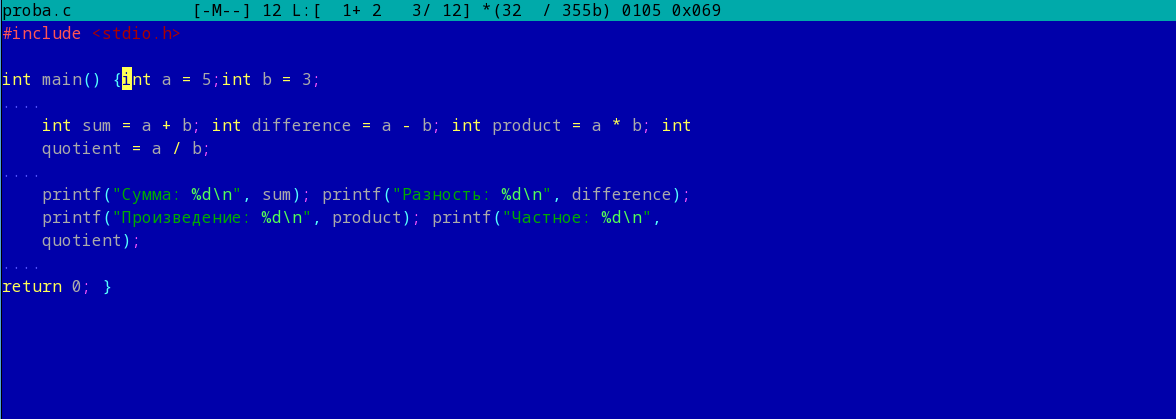 proba.c [-M--] 12 L:[ 1+ 2 3/ 12] *(32 / 355b) 0105 0x069
#include <stdio.h>
int main() {int a = 5;int b = 3;
....
int sum = a + b; int difference = a - b; int product = a * b; int
quotient = a / b;
....
printf("Сумма: %d\n", sum); printf("Разность: %d\n", difference);
printf("Произведение: %d\n", product); printf("Частное: %d\n",
quotient);
....
return 0; }